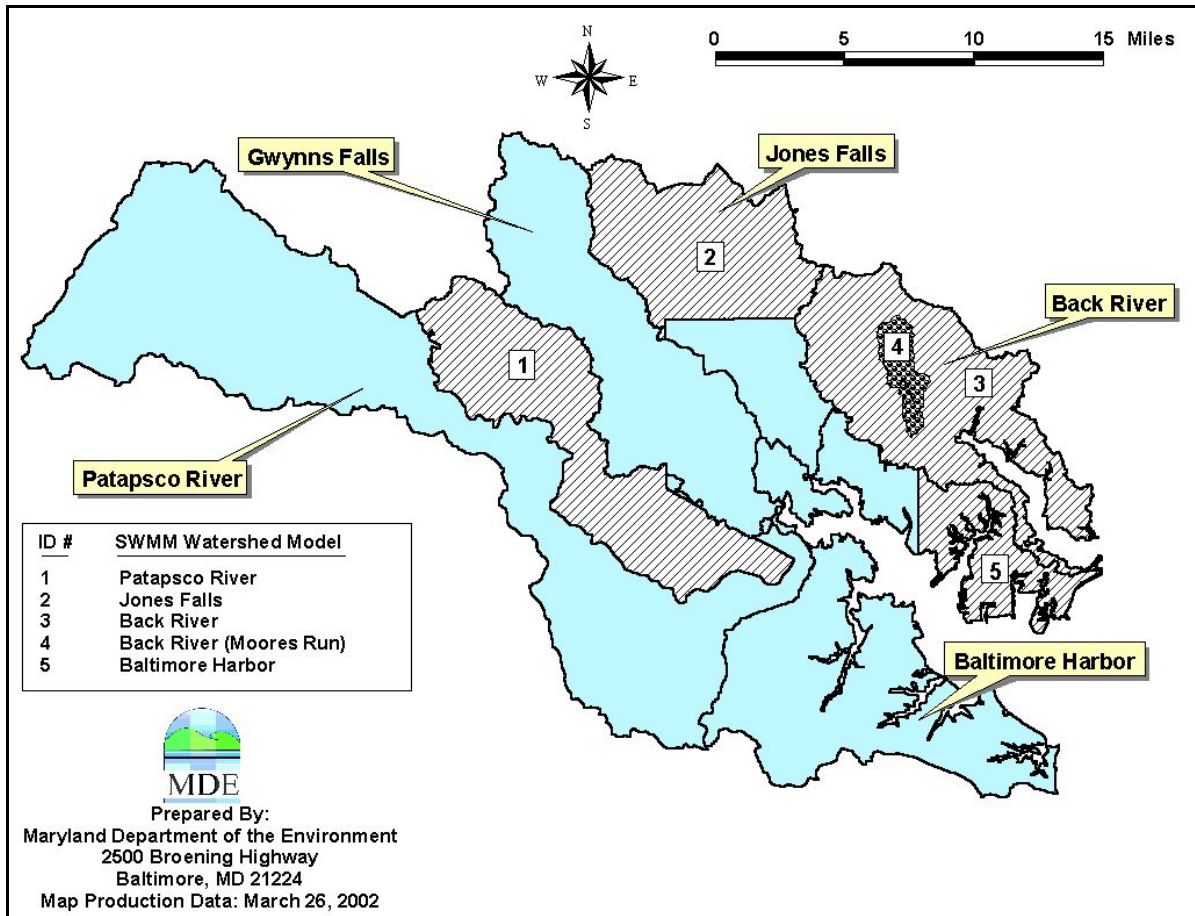 0 5 10 15 Miles
N
W E
S
Gwynns Falls
Jones Falls
2
Back River
4
3
1
Patapsco River
5
Baltimore Harbor
ID # SWMM Watershed Model
1 Patapsco River
2 Jones Falls
3 Back River
4 Back River (Moores Run)
5 Baltimore Harbor
MDE
Prepared By:
Maryland Department of the Environment
2500 Broening Highway
Baltimore, MD 21224
Map Production Data: March 26, 2002